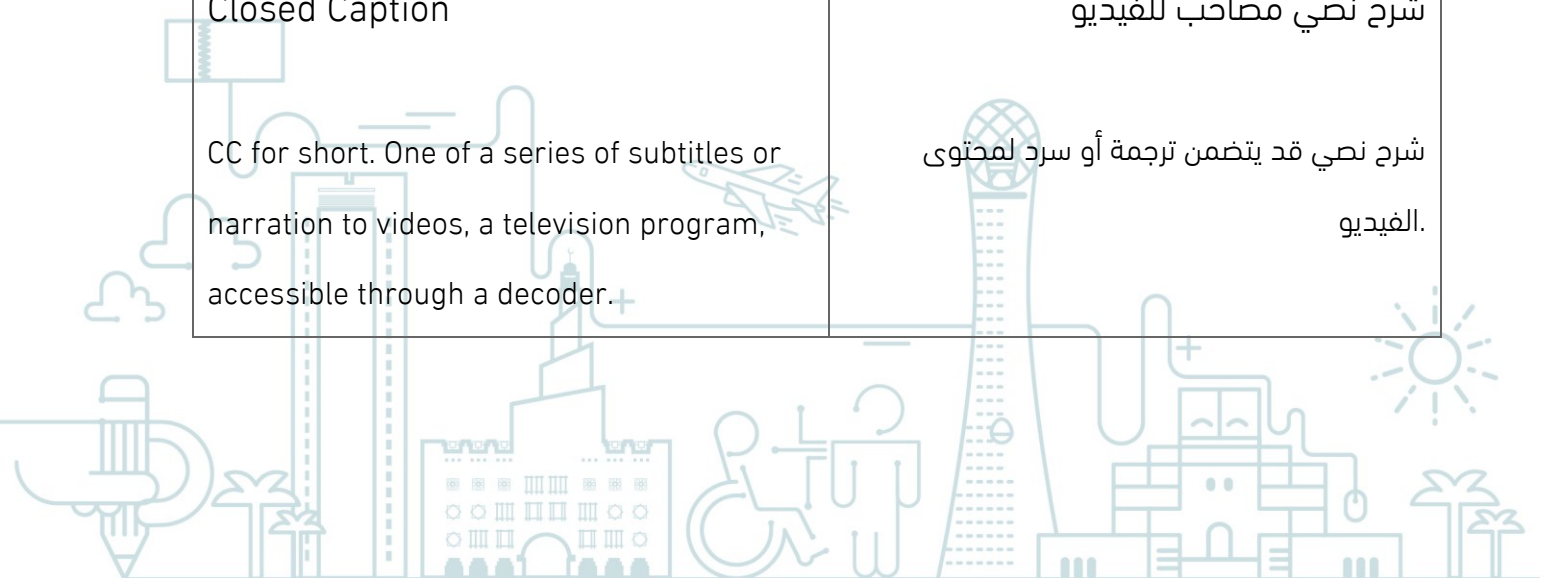 Closed Caption
شرح نصي مصاحب للفيديو
CC for short. One of a series of subtitles or
narration to videos, a television program,
accessible through a decoder.
شرح نصي قد يتضمن ترجمة أو سرد لمحتوى
الفيديو.